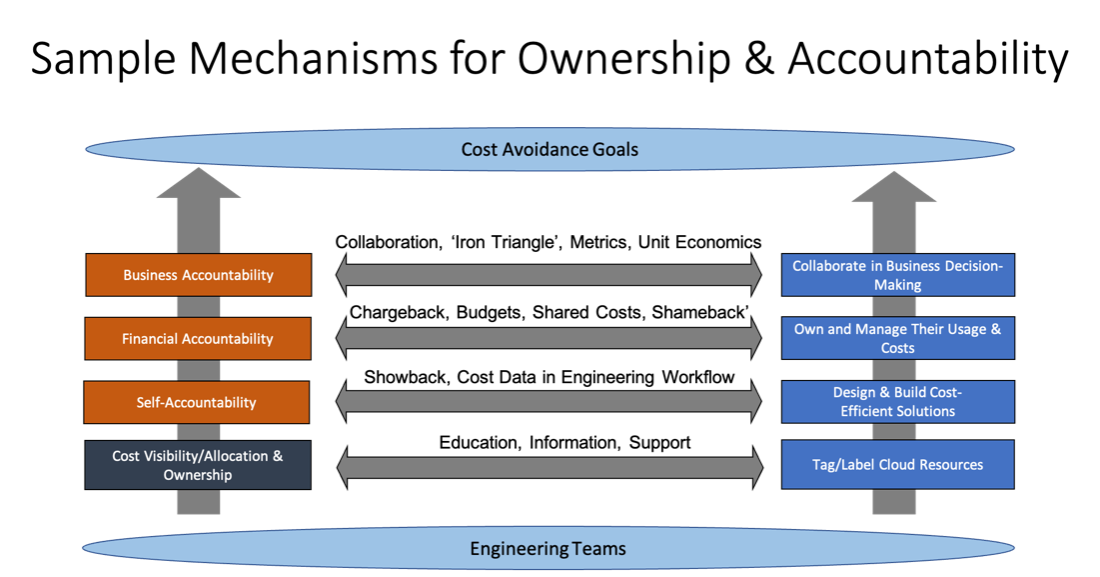 Sample Mechanisms for Ownership & Accountability
Cost Avoidance Goals
Collaboration, ‘Iron Triangle’, Metrics, Unit Economics
Business Accountability
Collaborate in Business Decision-
Making
Chargeback, Budgets, Shared Costs, Shameback’
Financial Accountability
Own and Manage Their Usage &
Costs
Showback, Cost Data in Engineering Workflow
Self-Accountability
Design & Build Cost-
Efficient Solutions
Education, Information, Support
Cost Visibility/Allocation &
Ownership
Tag/Label Cloud Resources
Engineering Teams